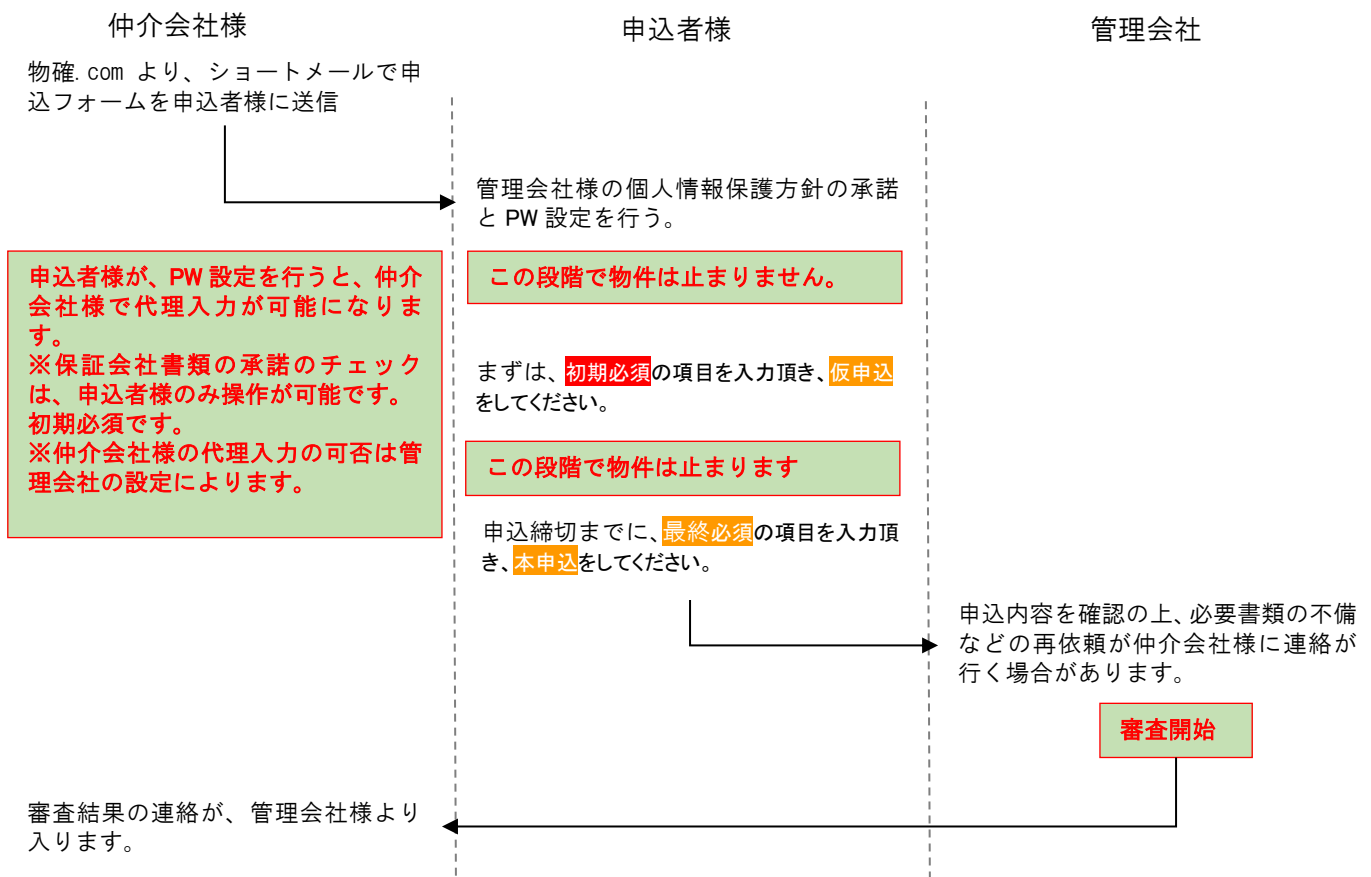 仲介会社様
申込者様
管理会社
物確.com より、ショートメールで申
込フォームを申込者様に送信
管理会社様の個人情報保護方針の承諾
と PW 設定を行う。
申込者様が、PW 設定を行うと、仲介
会社様で代理入力が可能になりま
す。
※保証会社書類の承諾のチェック
は、申込者様のみ操作が可能です。
初期必須です。
※仲介会社様の代理入力の可否は管
理会社の設定によります。
この段階で物件は止まりません。
まずは、初期必須の項目を入力頂き、仮申込
をしてください。
この段階で物件は止まります
申込締切までに、最終必須の項目を入力頂
き、本申込をしてください。
申込内容を確認の上、必要書類の不備
などの再依頼が仲介会社様に連絡が
行く場合があります。
審査開始
審査結果の連絡が、管理会社様より
入ります。